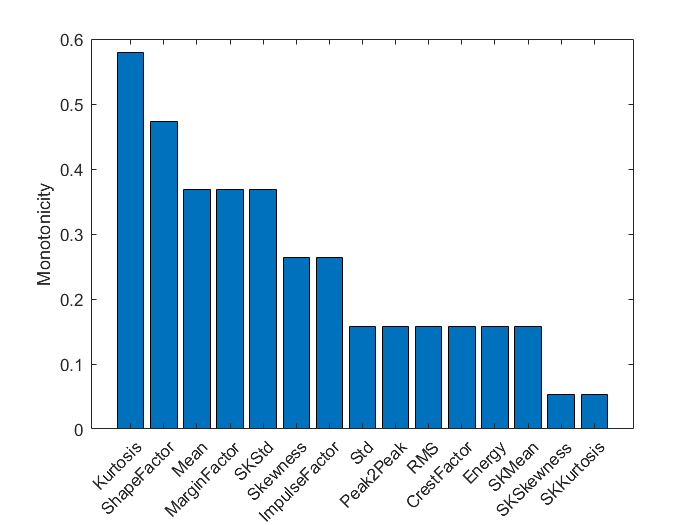 0.6
0.5
0.4
0.3
0.2
0.1
0
Monotonicity
Kurtosis
ShapeFactor
Mean
MarginFactor
SKStd
Skewness
ImpulseFactor
Std
Peak2Peak
RMS
CrestFactor
Energy
SKMean
SKSkewness
SKKurtosis